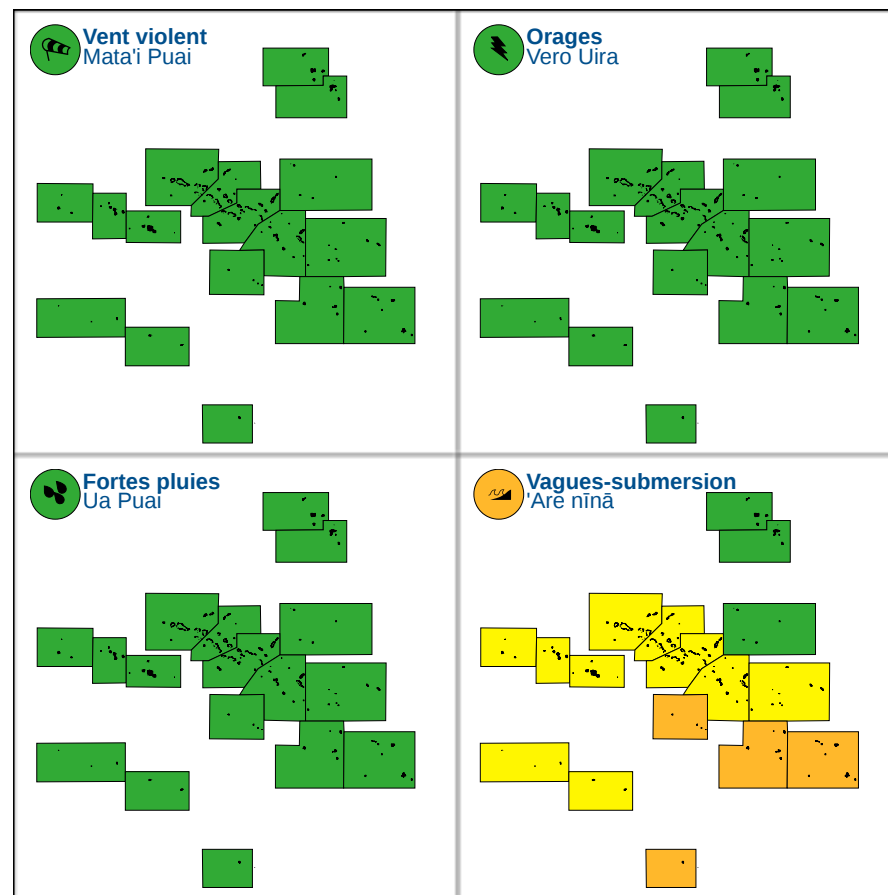 Vent violent
Mata'i Puai
Orages
Vero Uira
Fortes pluies
Ua Puai
Vagues-submersion
'Are nīnā